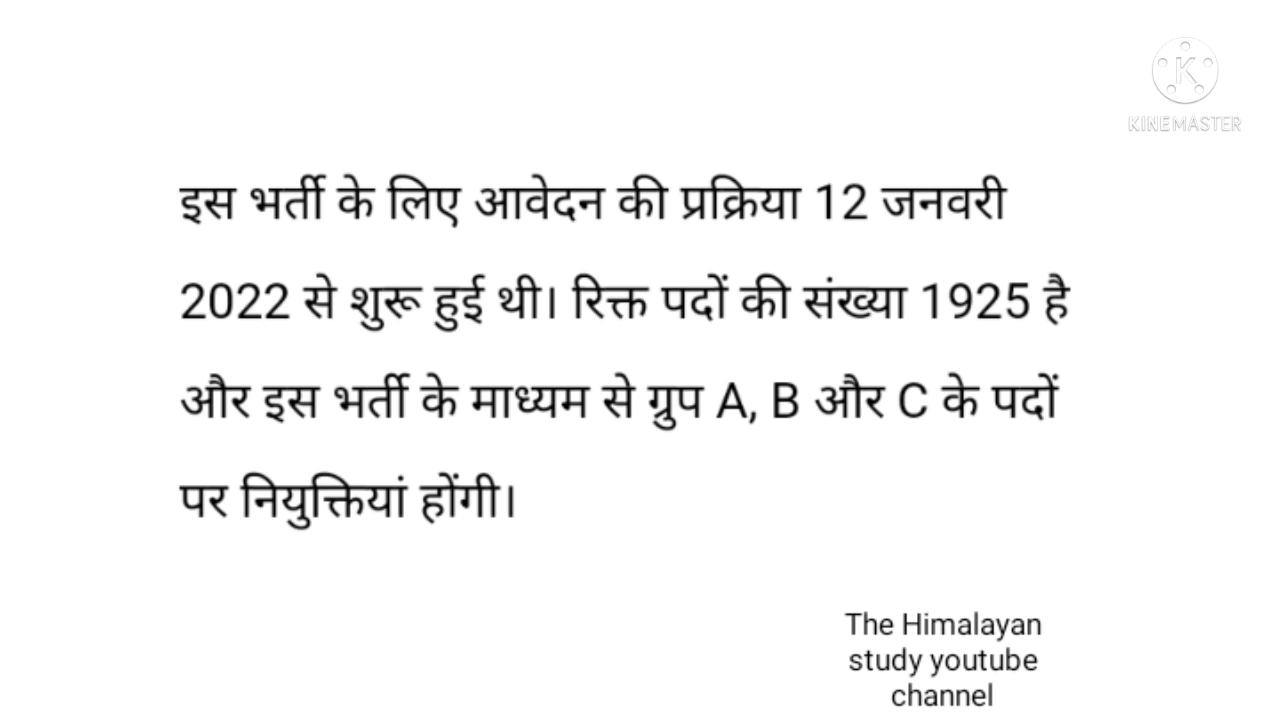 KINEMASTER
इस भर्ती के लिए आवेदन की प्रक्रिया 12 जनवरी
2022 से शुरू हुई थी। रिक्त पदों की संख्या 1925 है
और इस भर्ती के माध्यम से ग्रुप A, B और C के पदों
पर नियुक्तियां होंगी।
The Himalayan
study youtube
channel